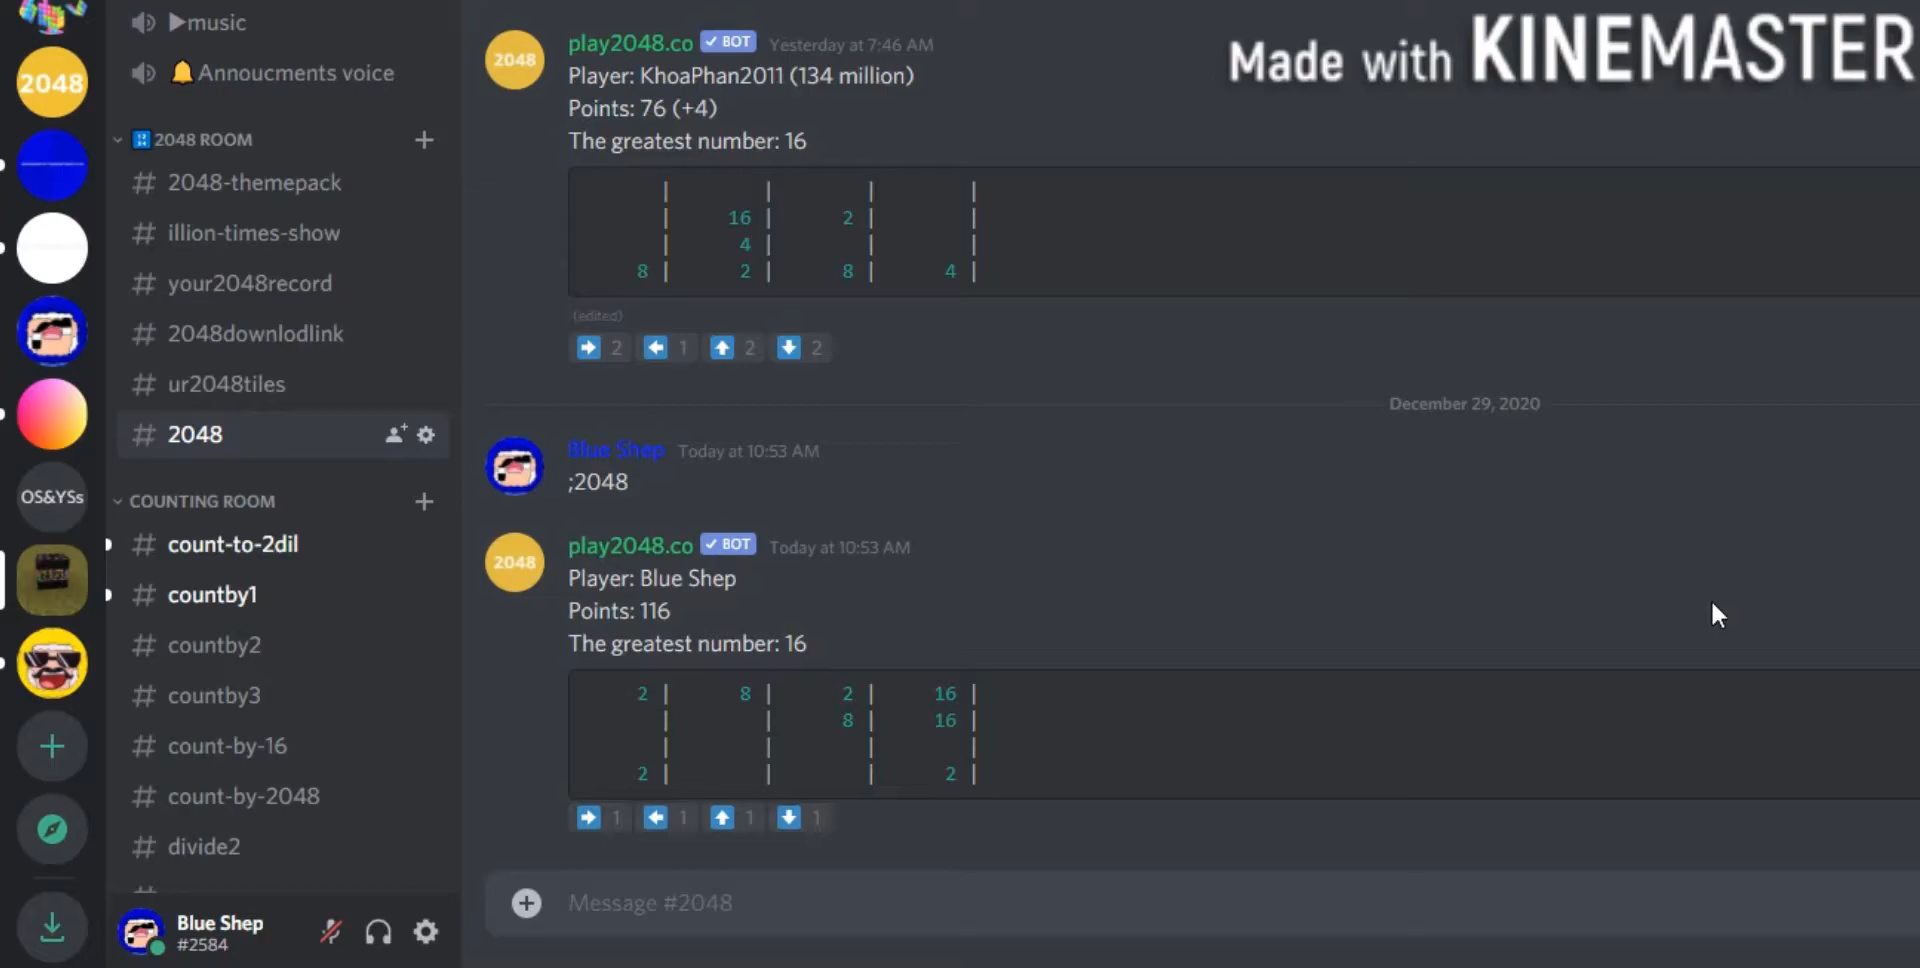 Made with KINEMASTER
2048
OS&YSs
▶music
🔔Annoucments voice
2048 ROOM
# 2048-themepack
# illion-times-show
# your2048record
# 2048downlodlink
# ur2048tiles
# 2048
COUNTING ROOM
# count-to-2dil
# countby1
# countby2
# countby3
# count-by-16
# count-by-2048
# divide2
Blue Shep
#2584
2048
play2048.co ✓ BOT Yesterday at 7:46 AM
Player: KhoaPhan2011 (134 million)
Points: 76 (+4)
The greatest number: 16
| | | |
| 16 | 2 | |
| 4 | | |
8 | 2 | 8 | 4 |
(edited)
➡ 2 ⬅ 1 ⬆ 2 ⬇ 2
December 29, 2020
Blue Shep Today at 10:53 AM
;2048
2048
play2048.co ✓ BOT Today at 10:53 AM
Player: Blue Shep
Points: 116
The greatest number: 16
2 | 8 | 2 | 16 |
| | 8 | 16 |
| | | |
2 | | | 2 |
➡ 1 ⬅ 1 ⬆ 1 ⬇ 1
Message #2048